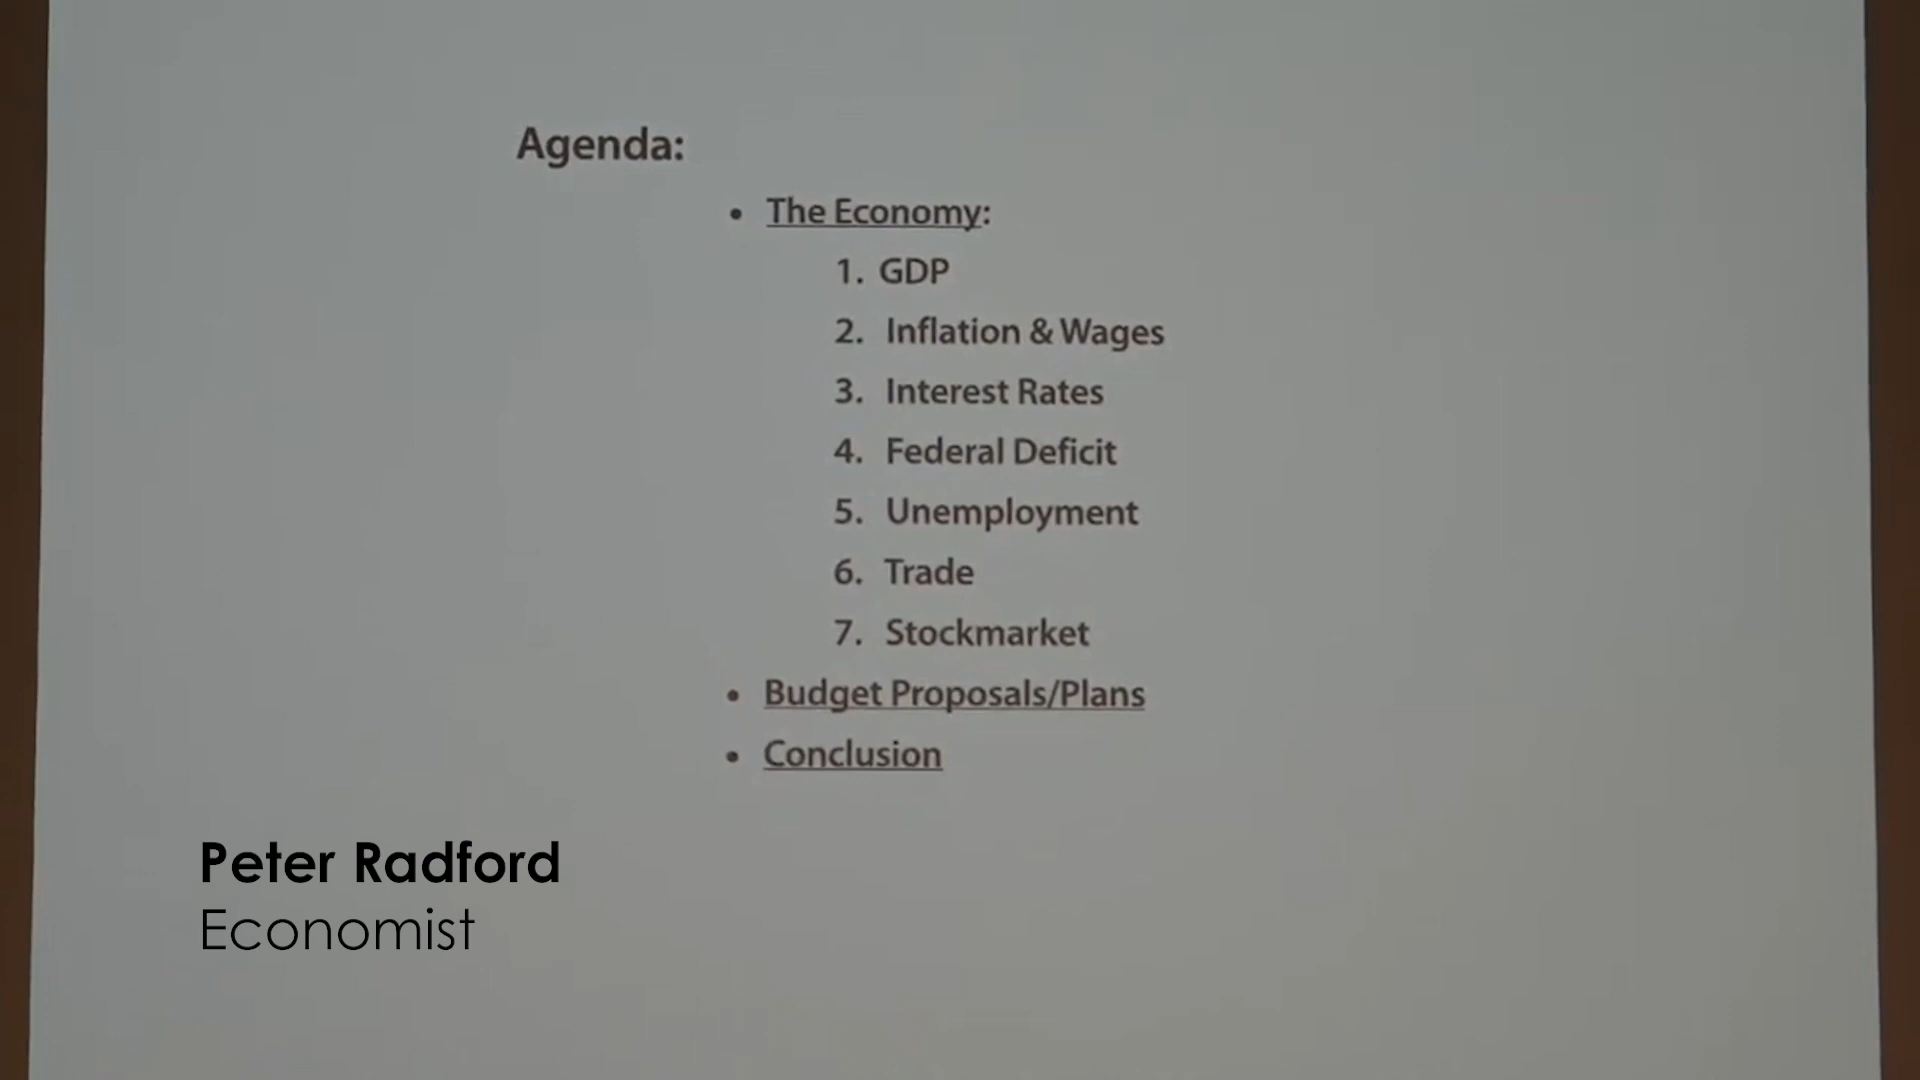 Agenda:
• The Economy:
1. GDP
2. Inflation & Wages
3. Interest Rates
4. Federal Deficit
5. Unemployment
6. Trade
7. Stockmarket
• Budget Proposals/Plans
• Conclusion
Peter Radford
Economist